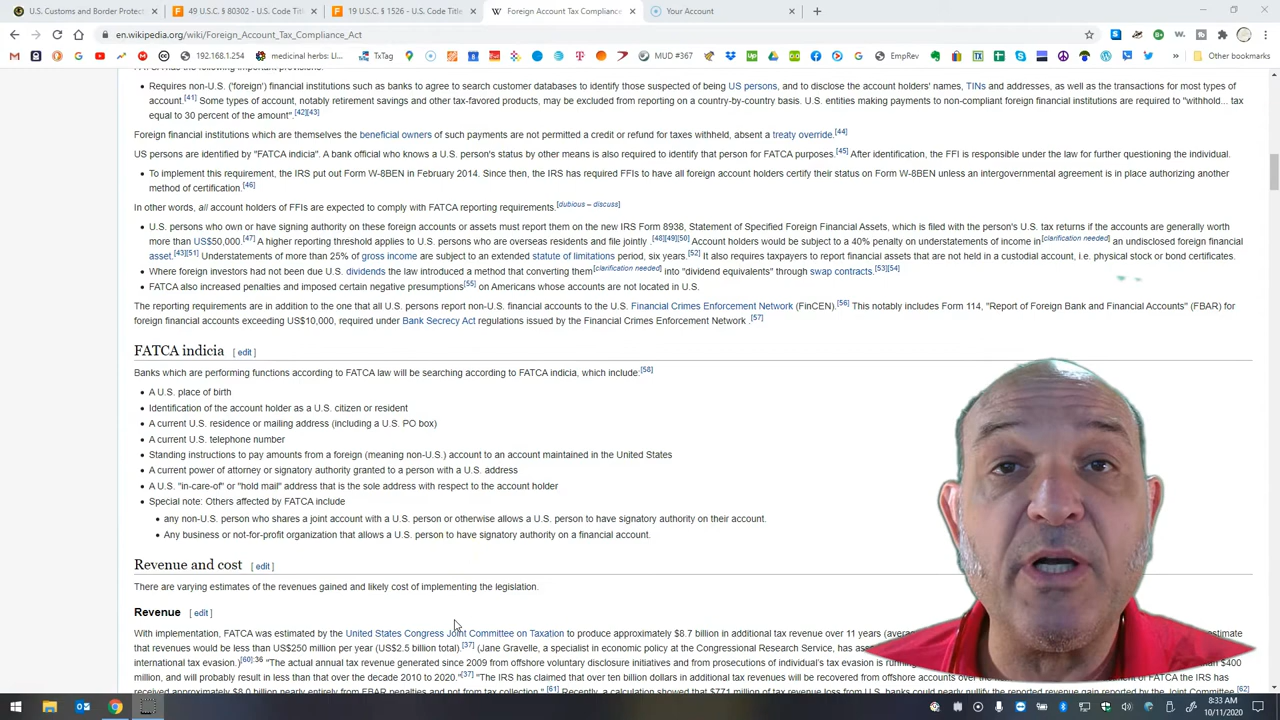 U.S. Customs and Border Protect
49 U.S.C. § 80302 - U.S. Code Titl
19 U.S.C. § 1526 - U.S. Code Title
Foreign Account Tax Compliance
Your Account
en.wikipedia.org/wiki/Foreign_Account_Tax_Compliance_Act
192.168.1.254
medicinal herbs: LI...
TxTag
MUD #367
EmpRev
Other bookmarks
Requires non-U.S. ('foreign') financial institutions such as banks to agree to search customer databases to identify those suspected of being US persons, and to disclose the account holders' names, TINs and addresses, as well as the transactions for most types of
account.[41] Some types of account, notably retirement savings and other tax-favored products, may be excluded from reporting on a country-by-country basis. U.S. entities making payments to non-compliant foreign financial institutions are required to "withhold... tax
equal to 30 percent of the amount".[42][43]
Foreign financial institutions which are themselves the beneficial owners of such payments are not permitted a credit or refund for taxes withheld, absent a treaty override.[44]
US persons are identified by "FATCA indicia". A bank official who knows a U.S. person's status by other means is also required to identify that person for FATCA purposes.[45] After identification, the FFI is responsible under the law for further questioning the individual.
To implement this requirement, the IRS put out Form W-8BEN in February 2014. Since then, the IRS has required FFIs to have all foreign account holders certify their status on Form W-8BEN unless an intergovernmental agreement is in place authorizing another
method of certification.[46]
In other words, all account holders of FFIs are expected to comply with FATCA reporting requirements.[dubious – discuss]
U.S. persons who own or have signing authority on these foreign accounts or assets must report them on the new IRS Form 8938, Statement of Specified Foreign Financial Assets, which is filed with the person's U.S. tax returns if the accounts are generally worth
more than US$50,000.[47] A higher reporting threshold applies to U.S. persons who are overseas residents and file jointly .[48][49][50] Account holders would be subject to a 40% penalty on understatements of income in[clarification needed] an undisclosed foreign financial
asset.[43][51] Understatements of more than 25% of gross income are subject to an extended statute of limitations period, six years.[52] It also requires taxpayers to report financial assets that are not held in a custodial account, i.e. physical stock or bond certificates.
Where foreign investors had not been due U.S. dividends the law introduced a method that converting them[clarification needed] into "dividend equivalents" through swap contracts.[53][54]
FATCA also increased penalties and imposed certain negative presumptions[55] on Americans whose accounts are not located in U.S.
The reporting requirements are in addition to the one that all U.S. persons report non-U.S. financial accounts to the U.S. Financial Crimes Enforcement Network (FinCEN).[56] This notably includes Form 114, "Report of Foreign Bank and Financial Accounts" (FBAR) for
foreign financial accounts exceeding US$10,000, required under Bank Secrecy Act regulations issued by the Financial Crimes Enforcement Network .[57]
FATCA indicia [ edit ]
Banks which are performing functions according to FATCA law will be searching according to FATCA indicia, which include:[58]
A U.S. place of birth
Identification of the account holder as a U.S. citizen or resident
A current U.S. residence or mailing address (including a U.S. PO box)
A current U.S. telephone number
Standing instructions to pay amounts from a foreign (meaning non-U.S.) account to an account maintained in the United States
A current power of attorney or signatory authority granted to a person with a U.S. address
A U.S. "in-care-of" or "hold mail" address that is the sole address with respect to the account holder
Special note: Others affected by FATCA include
any non-U.S. person who shares a joint account with a U.S. person or otherwise allows a U.S. person to have signatory authority on their account.
Any business or not-for-profit organization that allows a U.S. person to have signatory authority on a financial account.
Revenue and cost [ edit ]
There are varying estimates of the revenues gained and likely cost of implementing the legislation.
Revenue [ edit ]
With implementation, FATCA was estimated by the United States Congress Joint Committee on Taxation to produce approximately $8.7 billion in additional tax revenue over 11 years (aver estimate
that revenues would be less than US$250 million per year (US$2.5 billion total).[37] (Jane Gravelle, a specialist in economic policy at the Congressional Research Service, has as
international tax evasion.)[60]:36 "The actual annual tax revenue generated since 2009 from offshore voluntary disclosure initiatives and from prosecutions of individual's tax evasion is runn $400
million, and will probably result in less than that over the decade 2010 to 2020."[37] "The IRS has claimed that over ten billion dollars in additional tax revenues will be recovered from offshore accounts over the of FATCA the IRS has
received approximately $8.0 billion nearly entirely from FBAR penalties and not from tax collection."[61] Recently, a calculation showed that $771 million of tax revenue loss from U.S. banks could nearly nullify the reported revenue gain reported by the Joint Committee.[62]
8:33 AM
10/11/2020